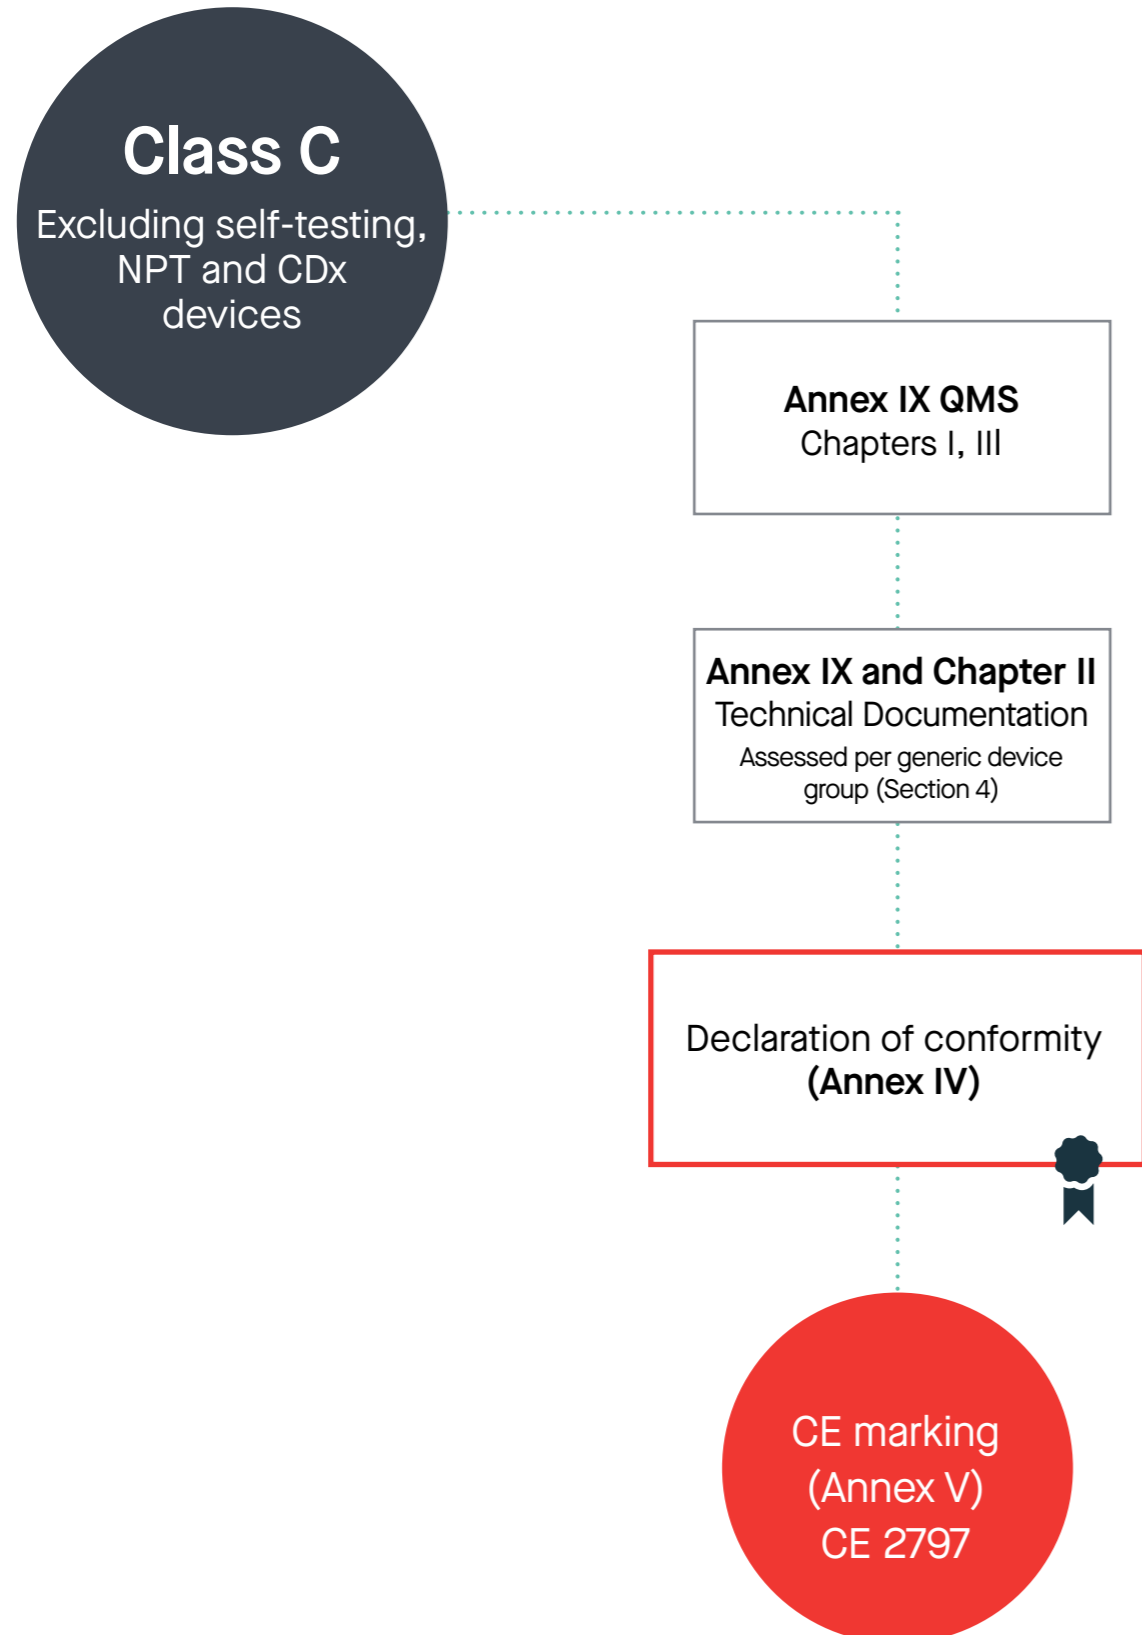 Class C
Excluding self-testing,
NPT and CDx
devices
Annex IX QMS
Chapters I, III
Annex IX and Chapter II
Technical Documentation
Assessed per generic device
group (Section 4)
Declaration of conformity
(Annex IV)
CE marking
(Annex V)
CE 2797